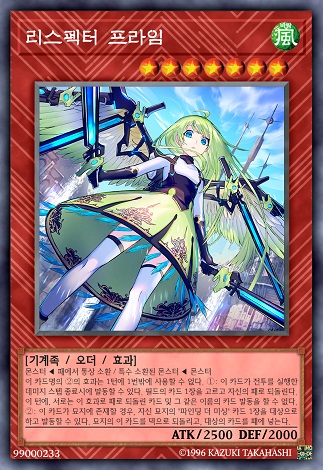 리스펙터 프라임
風
[기계족 / 오더 / 효과]
몬스터 ◀ 패에서 통상 소환 / 특수 소환된 몬스터 ◀ 몬스터
이 카드명의 ②의 효과는 1턴에 1번밖에 사용할 수 없다. ①: 이 카드가 전투를 실행한
데미지 스텝 종료시에 발동할 수 있다. 필드의 카드 1장을 고르고 자신의 패로 되돌린다.
이 턴에, 서로는 이 효과로 패로 되돌린 카드 및 그 같은 이름의 카드를 발동을 할 수 없다.
②: 이 카드가 묘지에 존재할 경우, 자신 묘지의 "파인딩 더 미싱" 카드 1장을 대상으로
하고 발동할 수 있다. 묘지의 이 카드를 덱으로 되돌리고, 대상의 카드를 패에 넣는다.
ATK/2500 DEF/2000
99000233
©1996 KAZUKI TAKAHASHI